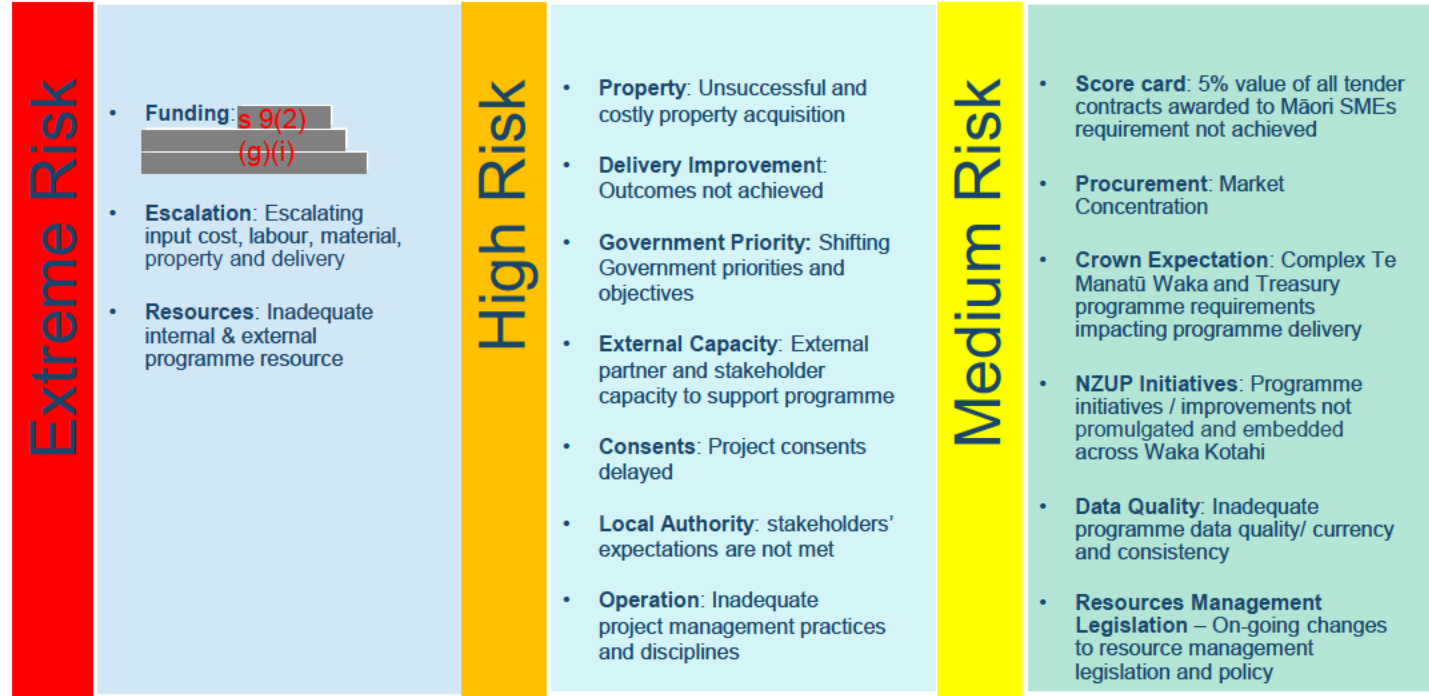 Extreme Risk
• Funding: s 9(2)
(g)(i)
• Escalation: Escalating
input cost, labour, material,
property and delivery
• Resources: Inadequate
internal & external
programme resource
High Risk
• Property: Unsuccessful and
costly property acquisition
• Delivery Improvement:
Outcomes not achieved
• Government Priority: Shifting
Government priorities and
objectives
• External Capacity: External
partner and stakeholder
capacity to support programme
• Consents: Project consents
delayed
• Local Authority: stakeholders’
expectations are not met
• Operation: Inadequate
project management practices
and disciplines
Medium Risk
• Score card: 5% value of all tender
contracts awarded to Māori SMEs
requirement not achieved
• Procurement: Market
Concentration
• Crown Expectation: Complex Te
Manatū Waka and Treasury
programme requirements
impacting programme delivery
• NZUP Initiatives: Programme
initiatives / improvements not
promulgated and embedded
across Waka Kotahi
• Data Quality: Inadequate
programme data quality/ currency
and consistency
• Resources Management
Legislation – On-going changes
to resource management
legislation and policy